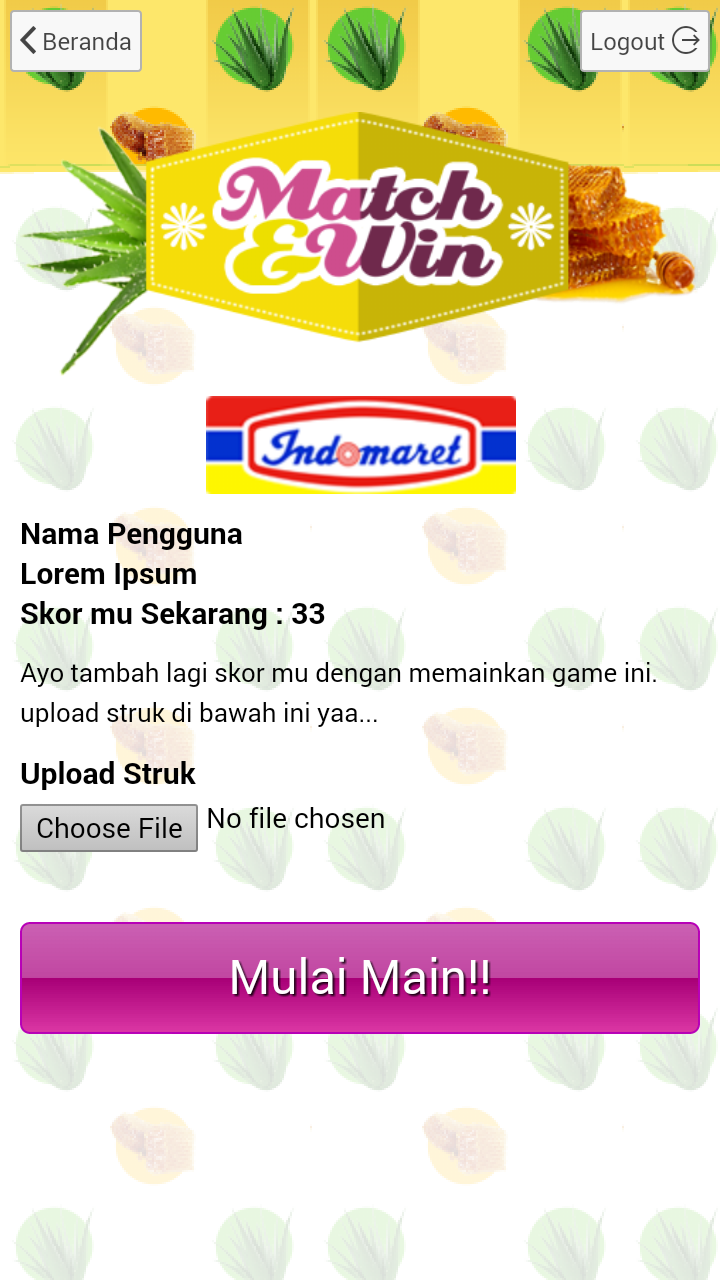 Beranda
Logout
Match
&Win
Indomaret
Nama Pengguna
Lorem Ipsum
Skor mu Sekarang : 33
Ayo tambah lagi skor mu dengan memainkan game ini.
upload struk di bawah ini yaa...
Upload Struk
Choose File No file chosen
Mulai Main!!